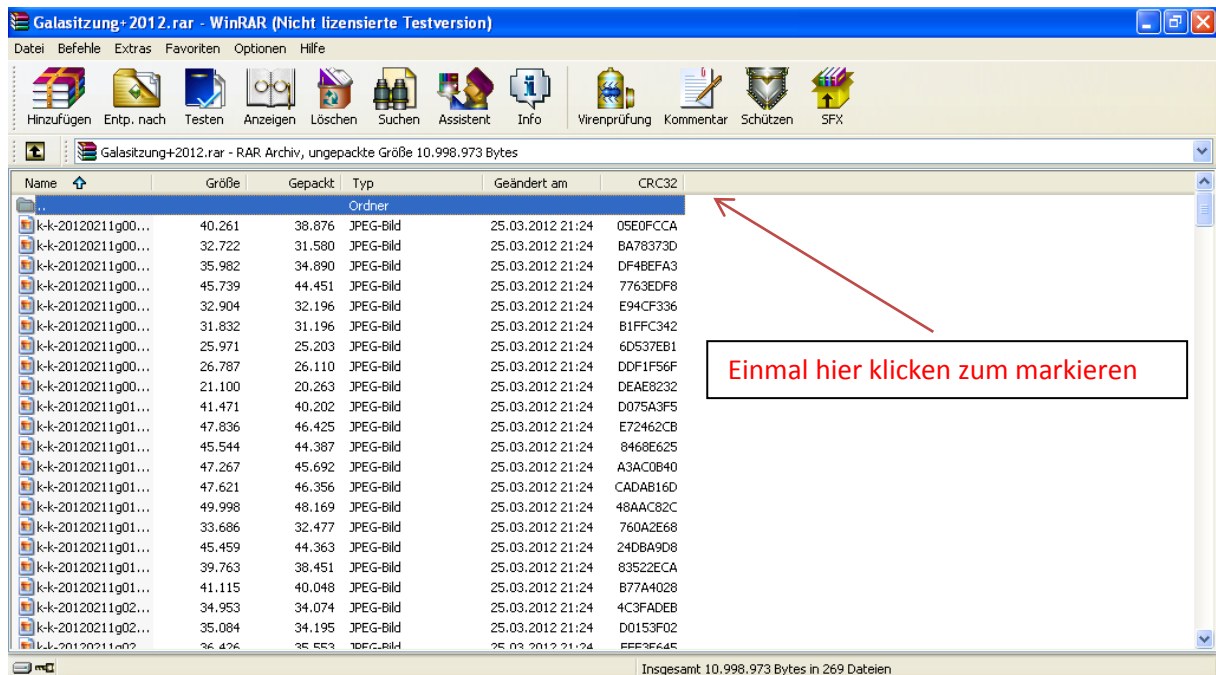 Galasitzung+2012.rar - WinRAR (Nicht lizensierte Testversion)
Datei Befehle Extras Favoriten Optionen Hilfe
Hinzufügen Entp. nach Testen Anzeigen Löschen Suchen Assistent Info Virenprüfung Kommentar Schützen SFX
Galasitzung+2012.rar - RAR Archiv, ungepackte Größe 10.998.973 Bytes
Name Größe Gepackt Typ Geändert am CRC32
.. Ordner
k-k-20120211g00... 40.261 38.876 JPEG-Bild 25.03.2012 21:24 05E0FCCA
k-k-20120211g00... 32.722 31.580 JPEG-Bild 25.03.2012 21:24 BA78373D
k-k-20120211g00... 35.982 34.890 JPEG-Bild 25.03.2012 21:24 DF4BEFA3
k-k-20120211g00... 45.739 44.451 JPEG-Bild 25.03.2012 21:24 7763EDF8
k-k-20120211g00... 32.904 32.196 JPEG-Bild 25.03.2012 21:24 E94CF336
k-k-20120211g00... 31.832 31.196 JPEG-Bild 25.03.2012 21:24 B1FFC342
k-k-20120211g00... 25.971 25.203 JPEG-Bild 25.03.2012 21:24 6D537EB1
k-k-20120211g00... 26.787 26.110 JPEG-Bild 25.03.2012 21:24 DDF1F56F
k-k-20120211g00... 21.100 20.263 JPEG-Bild 25.03.2012 21:24 DEAE8232
k-k-20120211g01... 41.471 40.202 JPEG-Bild 25.03.2012 21:24 D075A3F5
k-k-20120211g01... 47.836 46.425 JPEG-Bild 25.03.2012 21:24 E72462CB
k-k-20120211g01... 45.544 44.387 JPEG-Bild 25.03.2012 21:24 8468E625
k-k-20120211g01... 47.267 45.692 JPEG-Bild 25.03.2012 21:24 A3AC0B40
k-k-20120211g01... 47.621 46.356 JPEG-Bild 25.03.2012 21:24 CADAB16D
k-k-20120211g01... 49.998 48.169 JPEG-Bild 25.03.2012 21:24 48AAC82C
k-k-20120211g01... 33.686 32.477 JPEG-Bild 25.03.2012 21:24 760A2E68
k-k-20120211g01... 45.459 44.363 JPEG-Bild 25.03.2012 21:24 24DBA9D8
k-k-20120211g01... 39.763 38.451 JPEG-Bild 25.03.2012 21:24 83522ECA
k-k-20120211g01... 41.115 40.048 JPEG-Bild 25.03.2012 21:24 B77A4028
k-k-20120211g02... 34.953 34.074 JPEG-Bild 25.03.2012 21:24 4C3FADEB
k-k-20120211g02... 35.084 34.195 JPEG-Bild 25.03.2012 21:24 D0153F02
k-k-20120211g02 36.426 35.553 JPEG-Bild 25.03.2012 21:24
Einmal hier klicken zum markieren
Insgesamt 10.998.973 Bytes in 269 Dateien